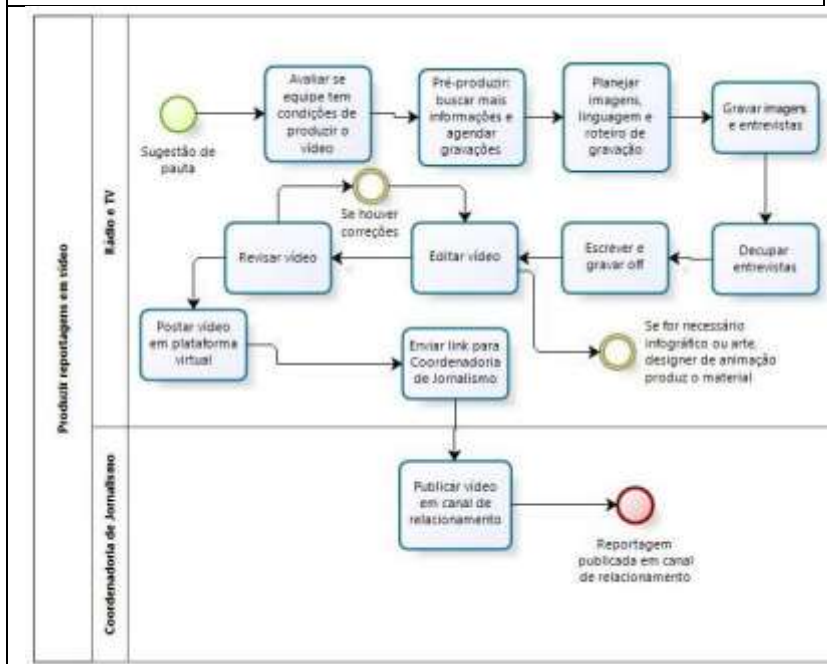 Produzir reportagens em vídeo
Rádio e TV
Sugestão de
pauta
Avaliar se
equipe tem
condições de
produzir o
vídeo
Pré-produzir:
buscar mais
informações e
agendar
gravações
Planejar
imagens,
linguagem e
roteiro de
gravação
Gravar imagens
e entrevistas
Decupar
entrevistas
Escrever e
gravar off
Editar vídeo
Se for necessário
infográfico ou arte,
designer de animação
produz o material
Se houver
correções
Revisar vídeo
Postar vídeo
em plataforma
virtual
Enviar link para
Coordenadoria
de Jornalismo
Coordenadoria de Jornalismo
Publicar vídeo
em canal de
relacionamento
Reportagem
publicada em canal
de relacionamento